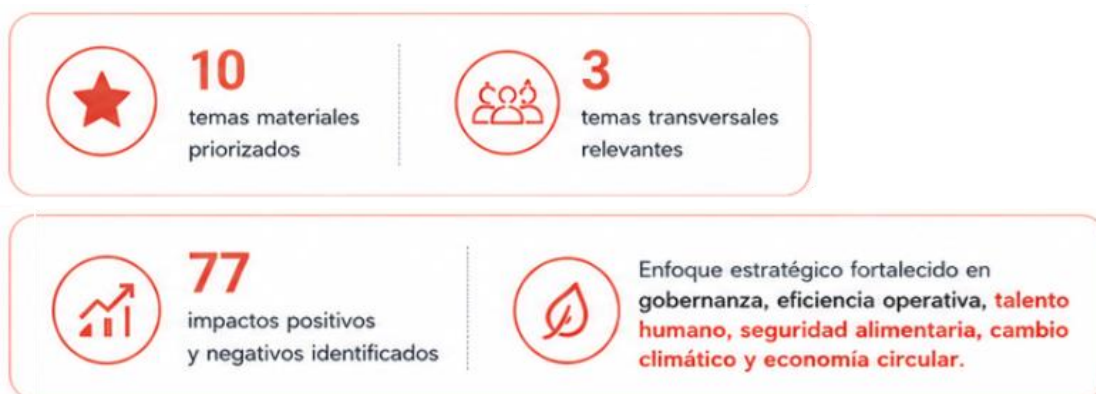 10
temas materiales
priorizados
3
temas transversales
relevantes
77
impactos positivos
y negativos identificados
Enfoque estratégico fortalecido en
gobernanza, eficiencia operativa, talento
humano, seguridad alimentaria, cambio
climático y economía circular.